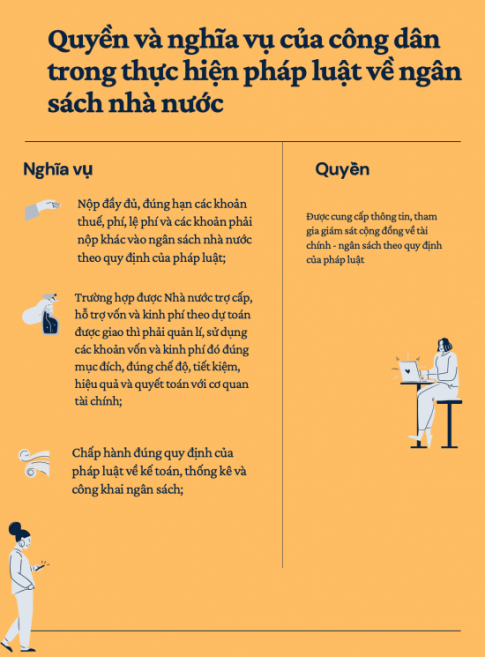 Quyền và nghĩa vụ của công dân
trong thực hiện pháp luật về ngân
sách nhà nước
Nghĩa vụ
Nộp đầy đủ, đúng hạn các khoản
thuế, phí, lệ phí và các khoản phải
nộp khác vào ngân sách nhà nước
theo quy định của pháp luật;
Trường hợp được Nhà nước trợ cấp,
hỗ trợ vốn và kinh phí theo dự toán
được giao thì phải quản lí, sử dụng
các khoản vốn và kinh phí đó đúng
mục đích, đúng chế độ, tiết kiệm,
hiệu quả và quyết toán với cơ quan
tài chính;
Chấp hành đúng quy định của
pháp luật về kế toán, thống kê và
công khai ngân sách;
Quyền
Được cung cấp thông tin, tham
gia giám sát cộng đồng về tài
chính - ngân sách theo quy định
của pháp luật